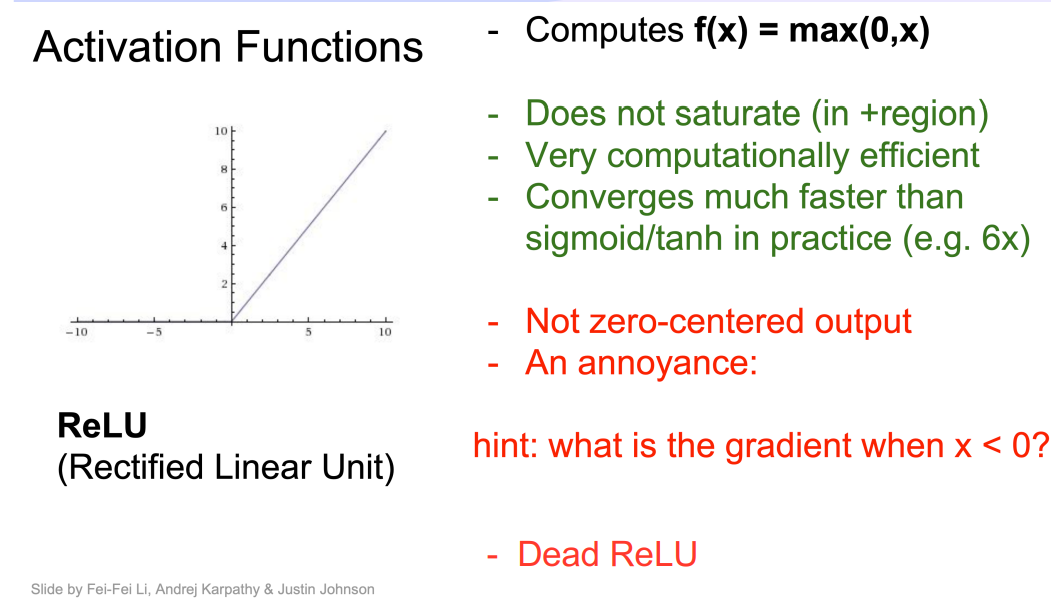 Activation Functions
10
8
6
4
2
−10
−5
5
10
ReLU
(Rectified Linear Unit)
- Computes f(x) = max(0,x)
- Does not saturate (in +region)
- Very computationally efficient
- Converges much faster than
sigmoid/tanh in practice (e.g. 6x)
- Not zero-centered output
- An annoyance:
hint: what is the gradient when x < 0?
- Dead ReLU
Slide by Fei-Fei Li, Andrej Karpathy & Justin Johnson